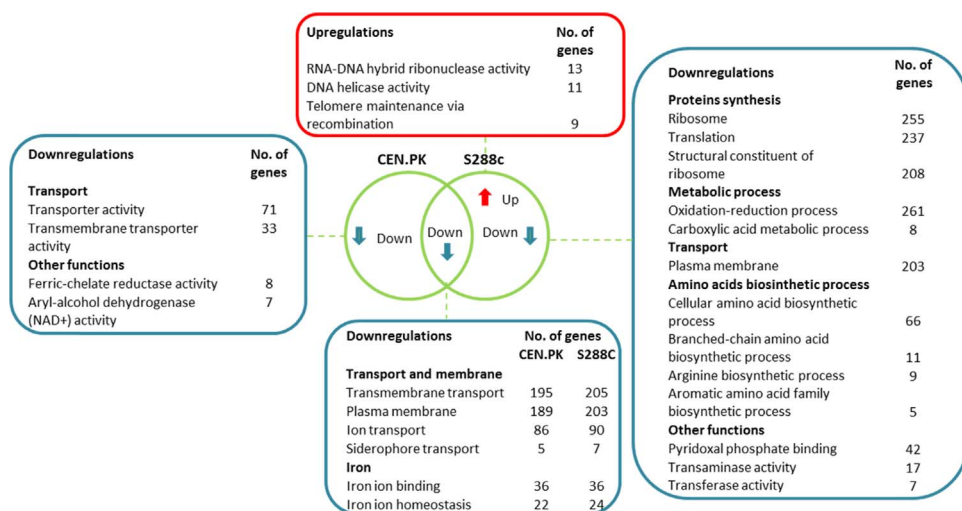 Upregulations No. of genes
RNA-DNA hybrid ribonuclease activity 13
DNA helicase activity 11
Telomere maintenance via
recombination 9
Downregulations No. of genes
Transport
Transporter activity 71
Transmembrane transporter 33
activity
Other functions
Ferric-chelate reductase activity 8
Aryl-alcohol dehydrogenase 7
(NAD+) activity
CEN.PK S288c
Up
Down Down Down
Downregulations No. of genes
CEN.PK S288C
Transport and membrane
Transmembrane transport 195 205
Plasma membrane 189 203
Ion transport 86 90
Siderophore transport 5 7
Iron
Iron ion binding 36 36
Iron ion homeostasis 22 24
Downregulations No. of genes
Proteins synthesis
Ribosome 255
Translation 237
Structural constituent of
ribosome 208
Metabolic process
Oxidation-reduction process 261
Carboxylic acid metabolic process 8
Transport
Plasma membrane 203
Amino acids biosinthetic process
Cellular amino acid biosynthetic
process 66
Branched-chain amino acid
biosynthetic process 11
Arginine biosynthetic process 9
Aromatic amino acid family
biosynthetic process 5
Other functions
Pyridoxal phosphate binding 42
Transaminase activity 17
Transferase activity 7